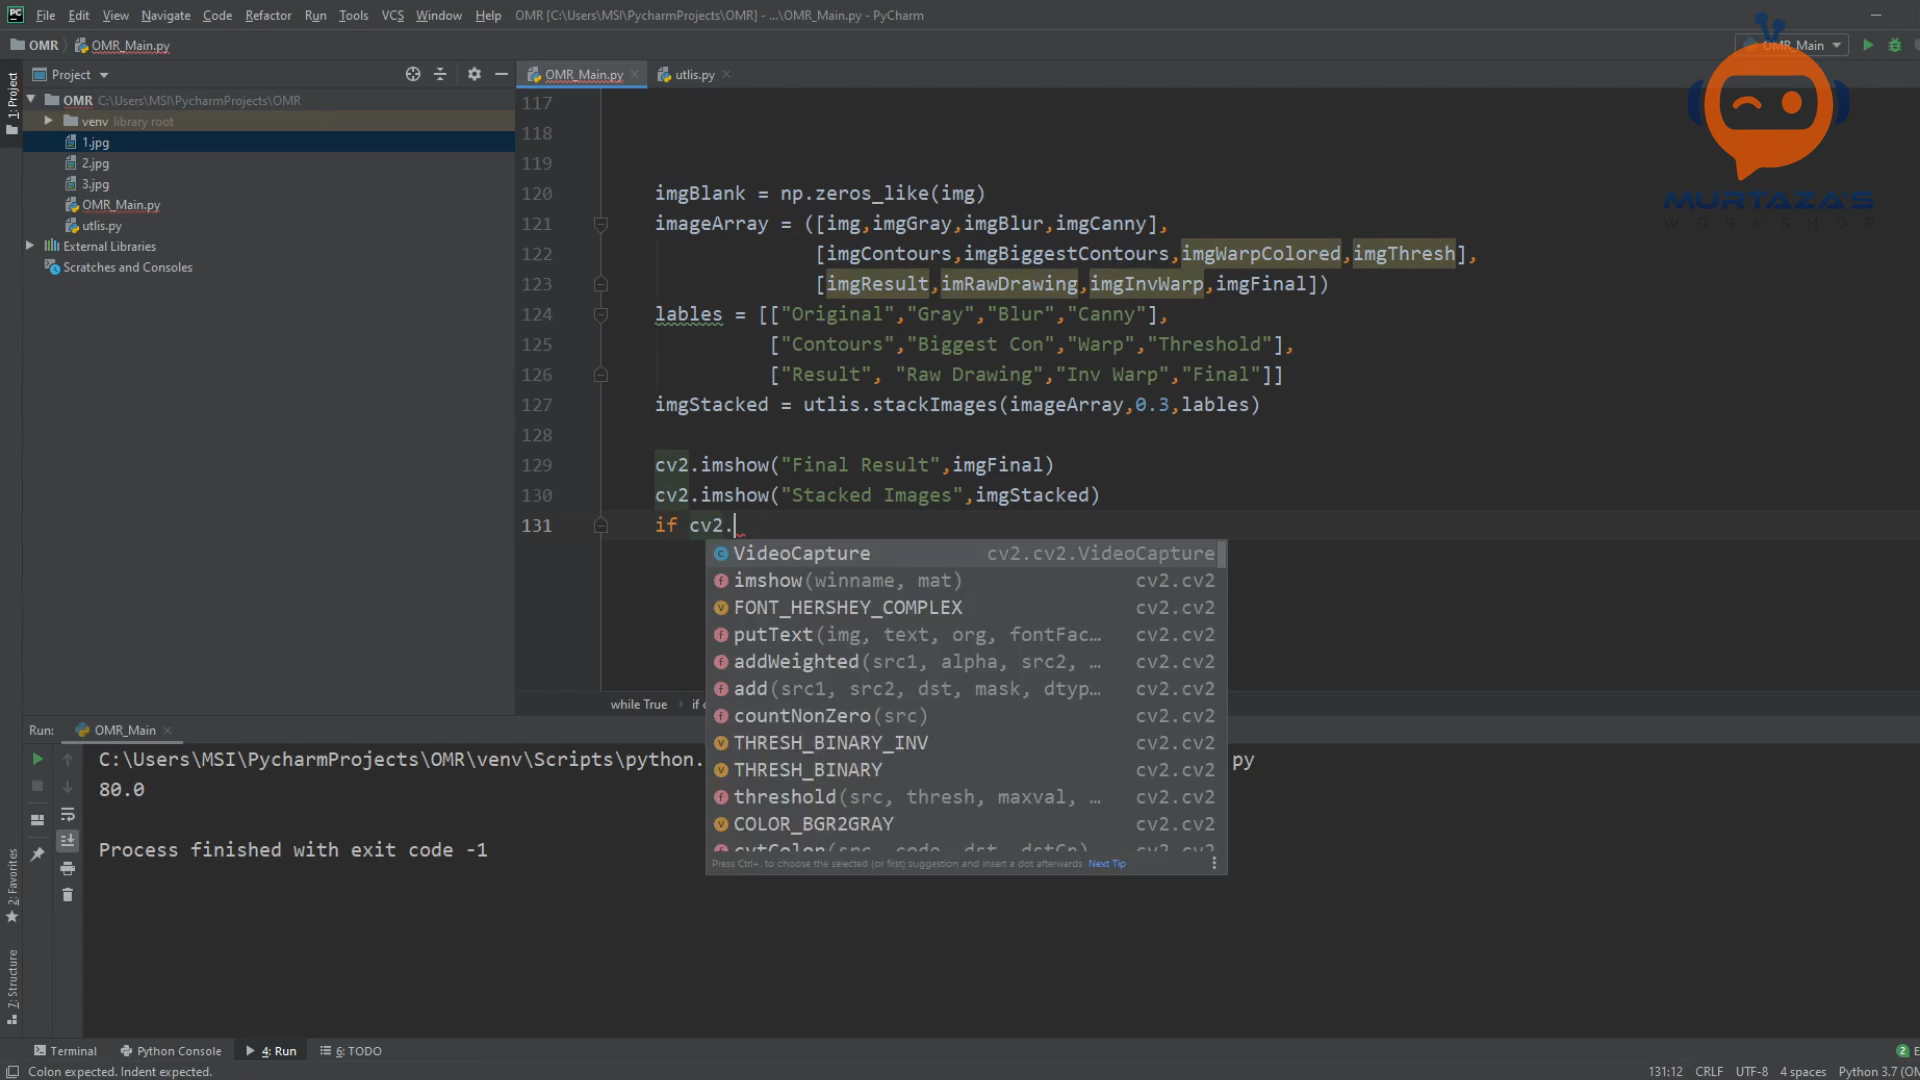 File Edit View Navigate Code Refactor Run Tools VCS Window Help OMR [C:\Users\MSI\PycharmProjects\OMR] - ...\OMR_Main.py - PyCharm
OMR OMR_Main.py
OMR_Main
Project
OMR_Main.py
utlis.py
1: Project
OMR C:\Users\MSI\PycharmProjects\OMR
venv library root
1.jpg
2.jpg
3.jpg
OMR_Main.py
utlis.py
External Libraries
Scratches and Consoles
MURTAZA'S
WORKSHOP
117
118
119
120 imgBlank = np.zeros_like(img)
121 imageArray = ([img,imgGray,imgBlur,imgCanny],
122 [imgContours,imgBiggestContours,imgWarpColored,imgThresh],
123 [imgResult,imRawDrawing,imgInvWarp,imgFinal])
124 lables = [["Original","Gray","Blur","Canny"],
125 ["Contours","Biggest Con","Warp","Threshold"],
126 ["Result", "Raw Drawing","Inv Warp","Final"]]
127 imgStacked = utlis.stackImages(imageArray,0.3,lables)
128
129 cv2.imshow("Final Result",imgFinal)
130 cv2.imshow("Stacked Images",imgStacked)
131 if cv2.
VideoCapture cv2.cv2.VideoCapture
imshow(winname, mat) cv2.cv2
FONT_HERSHEY_COMPLEX cv2.cv2
putText(img, text, org, fontFac... cv2.cv2
addWeighted(src1, alpha, src2, ... cv2.cv2
add(src1, src2, dst, mask, dtyp... cv2.cv2
countNonZero(src) cv2.cv2
THRESH_BINARY_INV cv2.cv2
THRESH_BINARY cv2.cv2
threshold(src, thresh, maxval, ... cv2.cv2
COLOR_BGR2GRAY cv2.cv2
cvtColor(src, code, dst, dstCn) cv2.cv2
Press Ctrl+. to choose the selected (or first) suggestion and insert a dot afterwards Next Tip
while True
if c
Run: OMR_Main
C:\Users\MSI\PycharmProjects\OMR\venv\Scripts\python.
py
80.0
Process finished with exit code -1
2: Favorites
7: Structure
Terminal Python Console 4: Run 6: TODO
2 E
Colon expected. Indent expected.
131:12 CRLF UTF-8 4 spaces Python 3.7 (OM